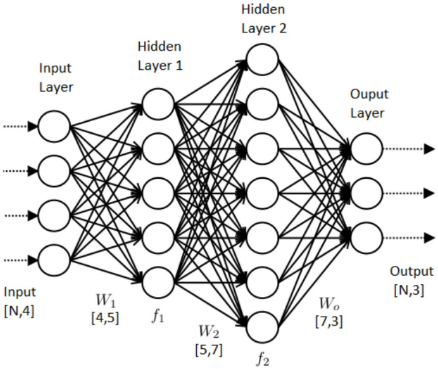 Hidden
Layer 2
Hidden
Layer 1
Input
Layer
Ouput
Layer
Input
[N,4]
W₁
[4,5]
f₁
W₂
[5,7]
f₂
Wₒ
[7,3]
Output
[N,3]